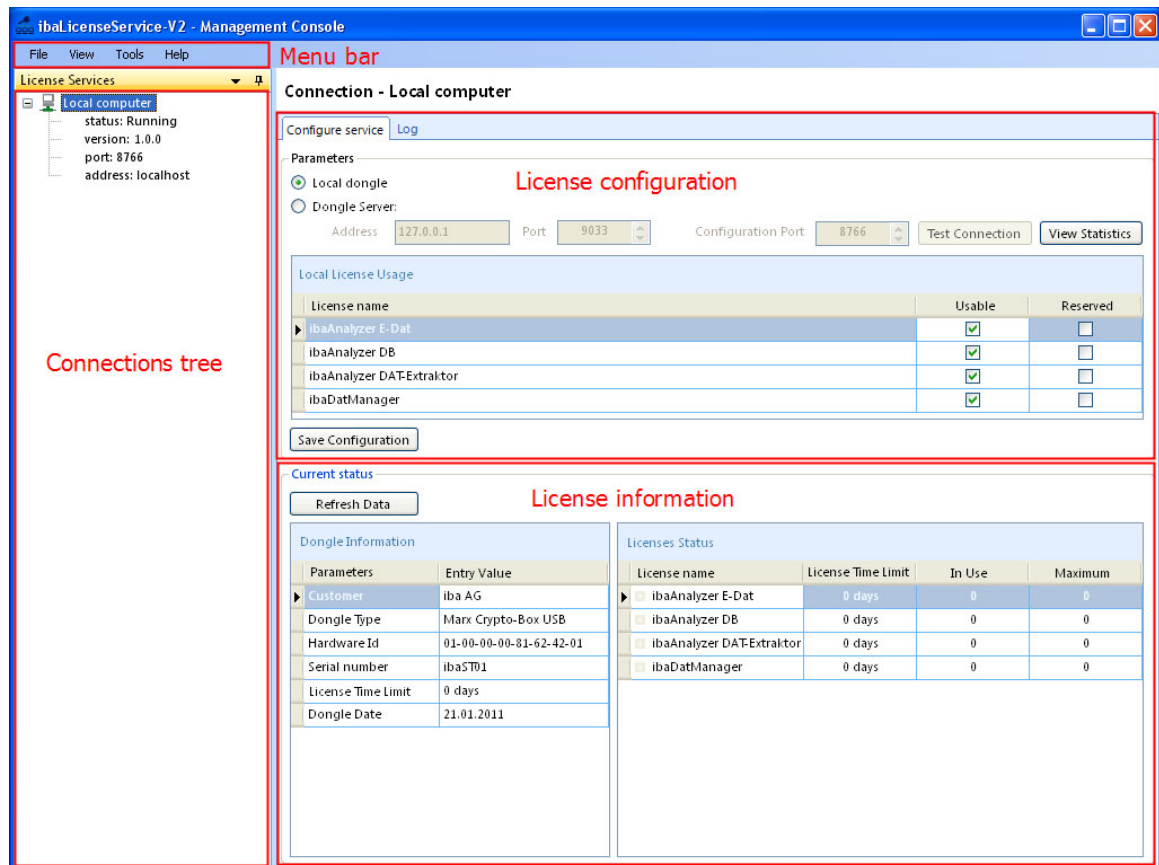 ibaLicenseService-V2 - Management Console
File View Tools Help Menu bar
License Services
Local computer
status: Running
version: 1.0.0
port: 8766
address: localhost
Connections tree
Connection - Local computer
Configure service Log
Parameters
Local dongle License configuration
Dongle Server:
Address 127.0.0.1 Port 9033 Configuration Port 8766 Test Connection View Statistics
Local License Usage
License name Usable Reserved
ibaAnalyzer E-Dat
ibaAnalyzer DB
ibaAnalyzer DAT-Extraktor
ibaDatManager
Save Configuration
Current status
Refresh Data License information
Dongle Information
Parameters Entry Value
Customer iba AG
Dongle Type Marx Crypto-Box USB
Hardware Id 01-00-00-00-81-62-42-01
Serial number ibaST01
License Time Limit 0 days
Dongle Date 21.01.2011
Licenses Status
License name License Time Limit In Use Maximum
ibaAnalyzer E-Dat 0 days 0 0
ibaAnalyzer DB 0 days 0 0
ibaAnalyzer DAT-Extraktor 0 days 0 0
ibaDatManager 0 days 0 0